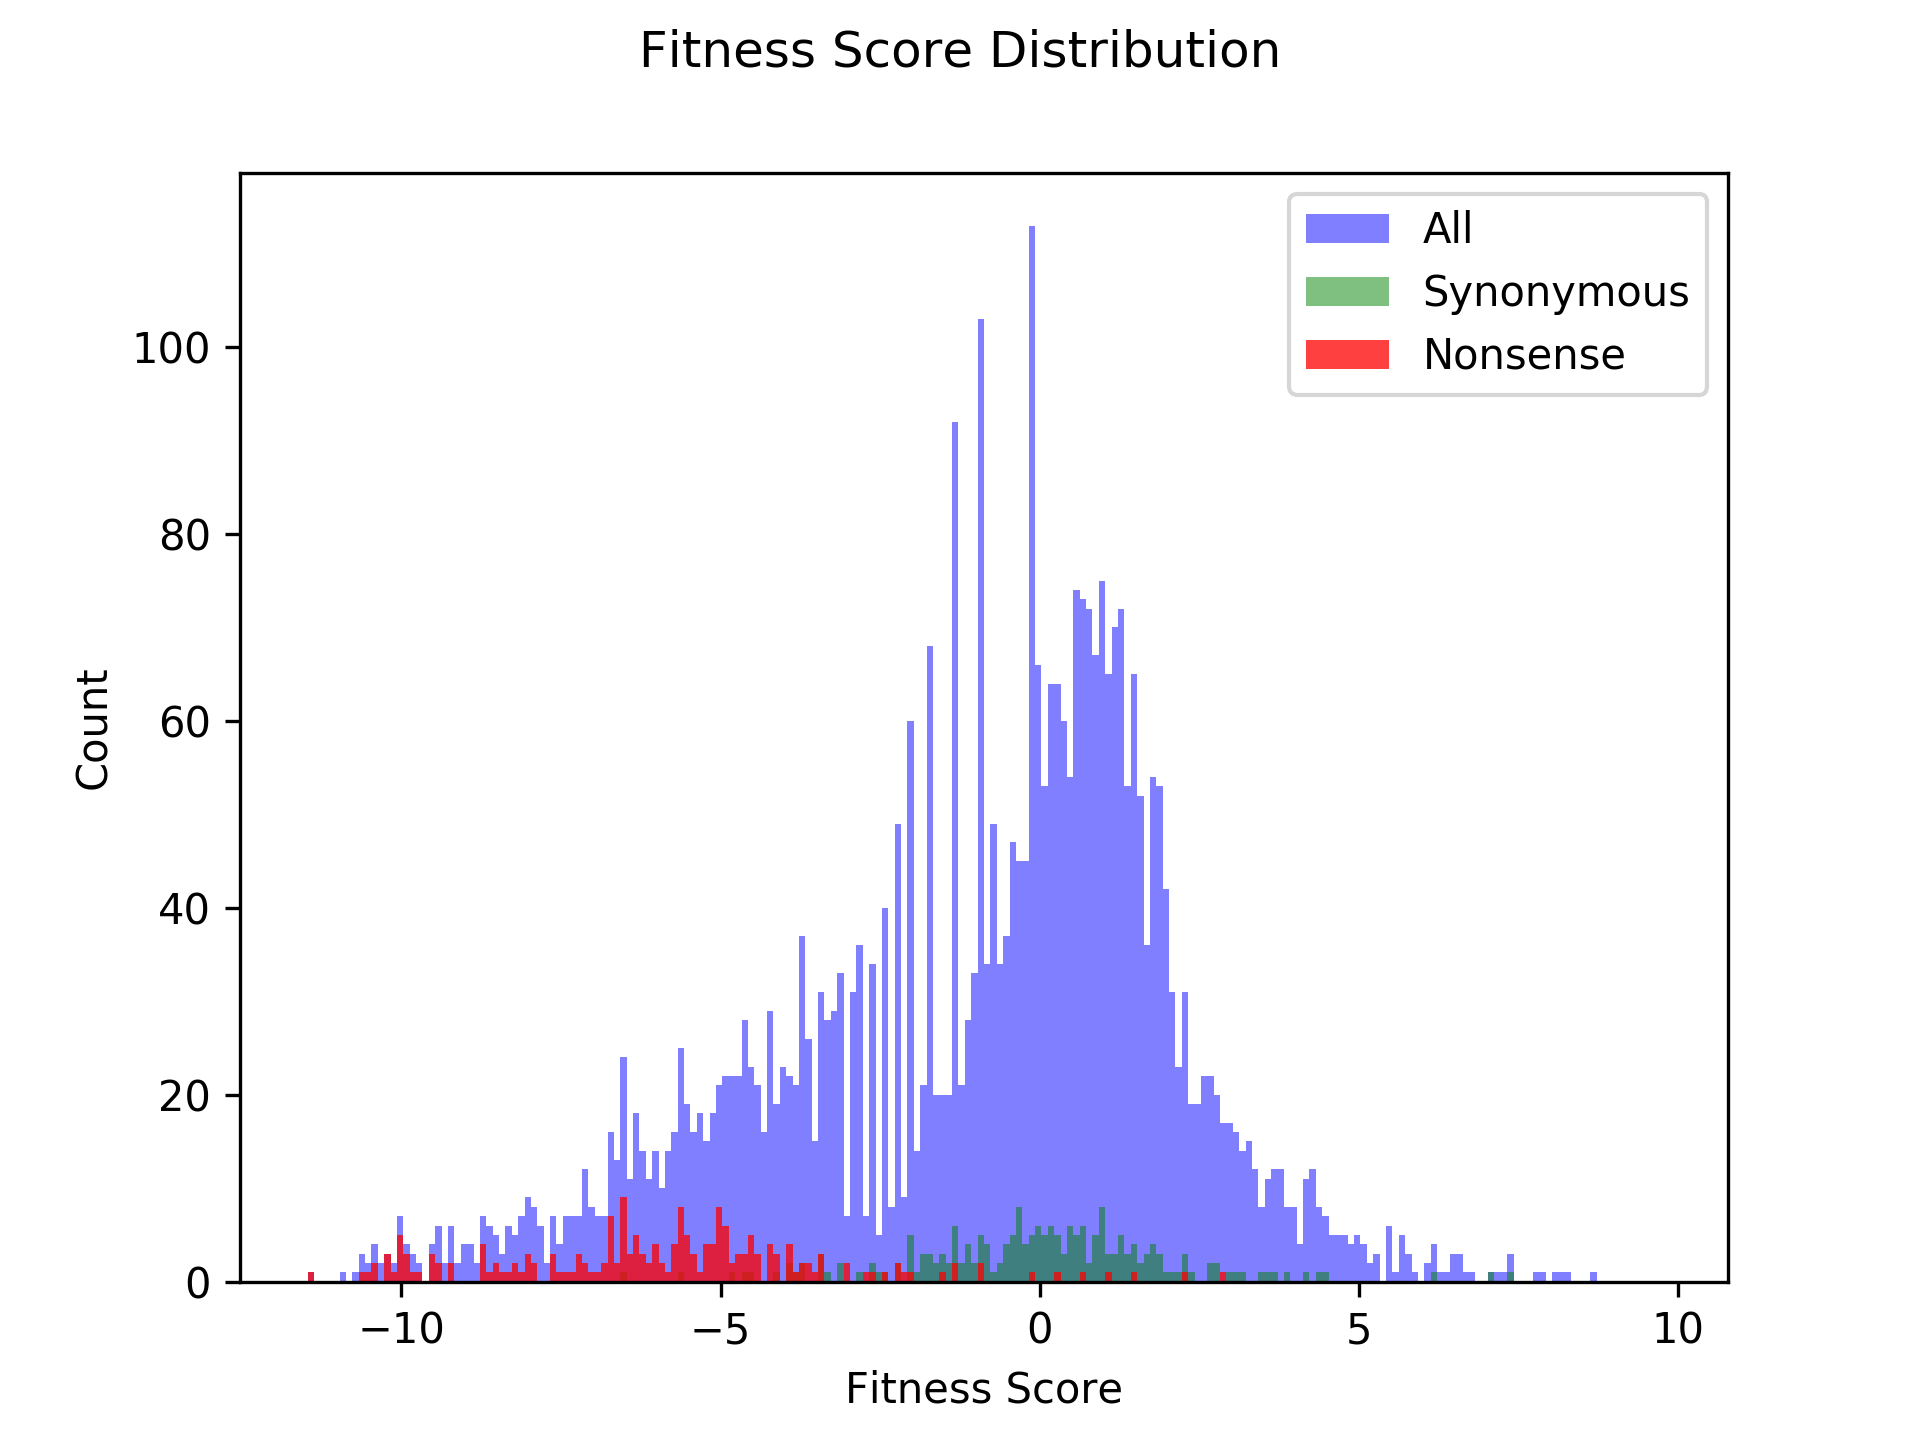 Fitness Score Distribution
All
Synonymous
Nonsense
100
80
60
40
20
0
Count
−10
−5
0
5
10
Fitness Score